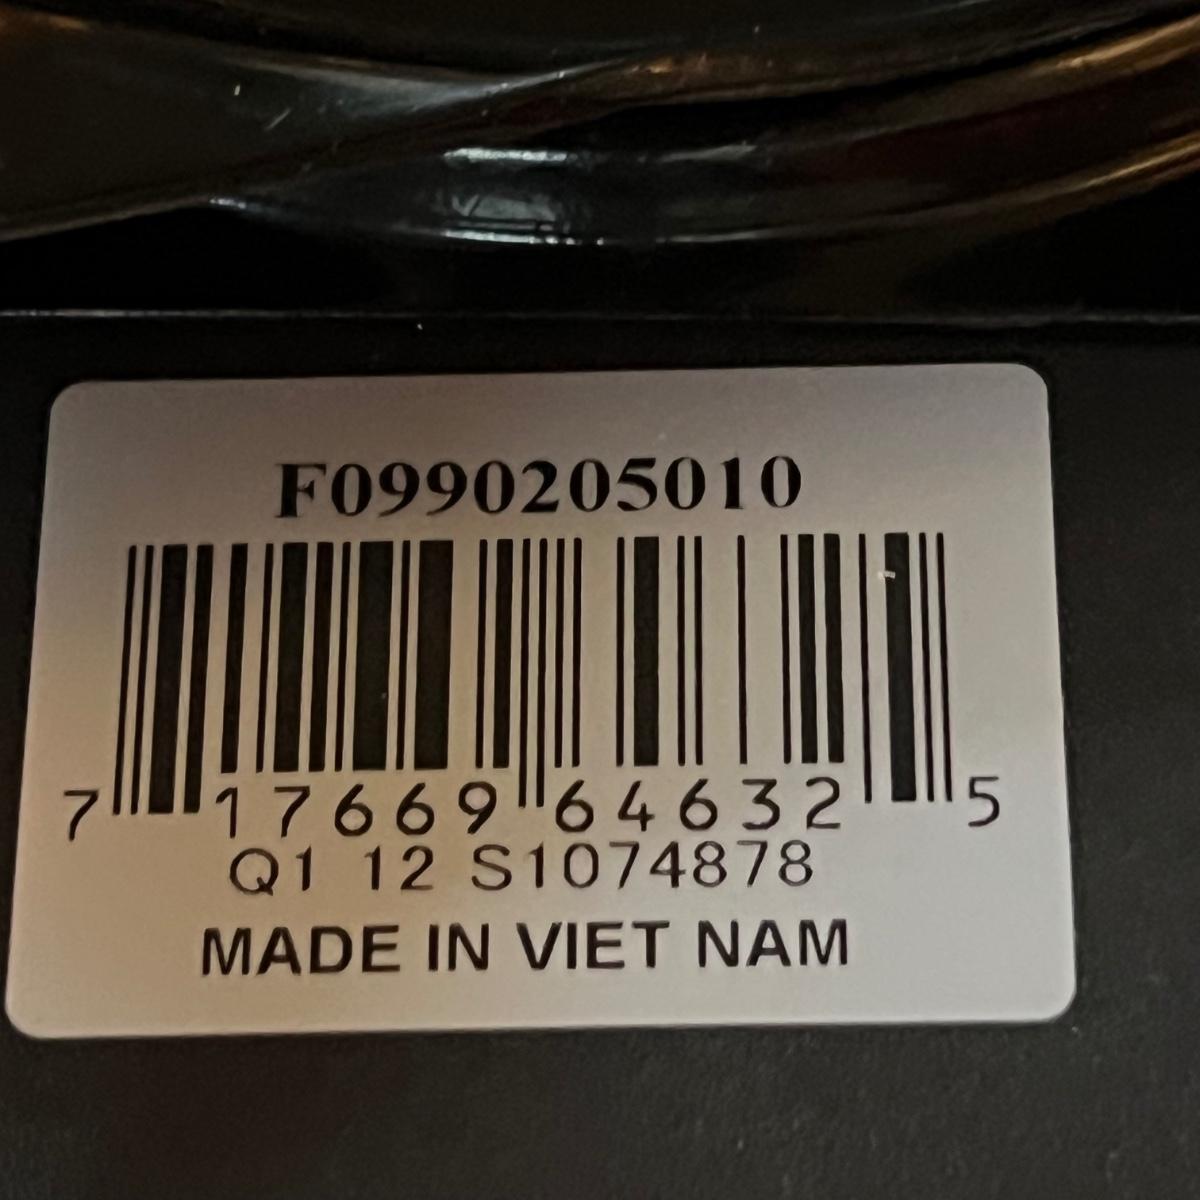 F0990205010
7 17669 64632 5
Q1 12 S1074878
MADE IN VIET NAM